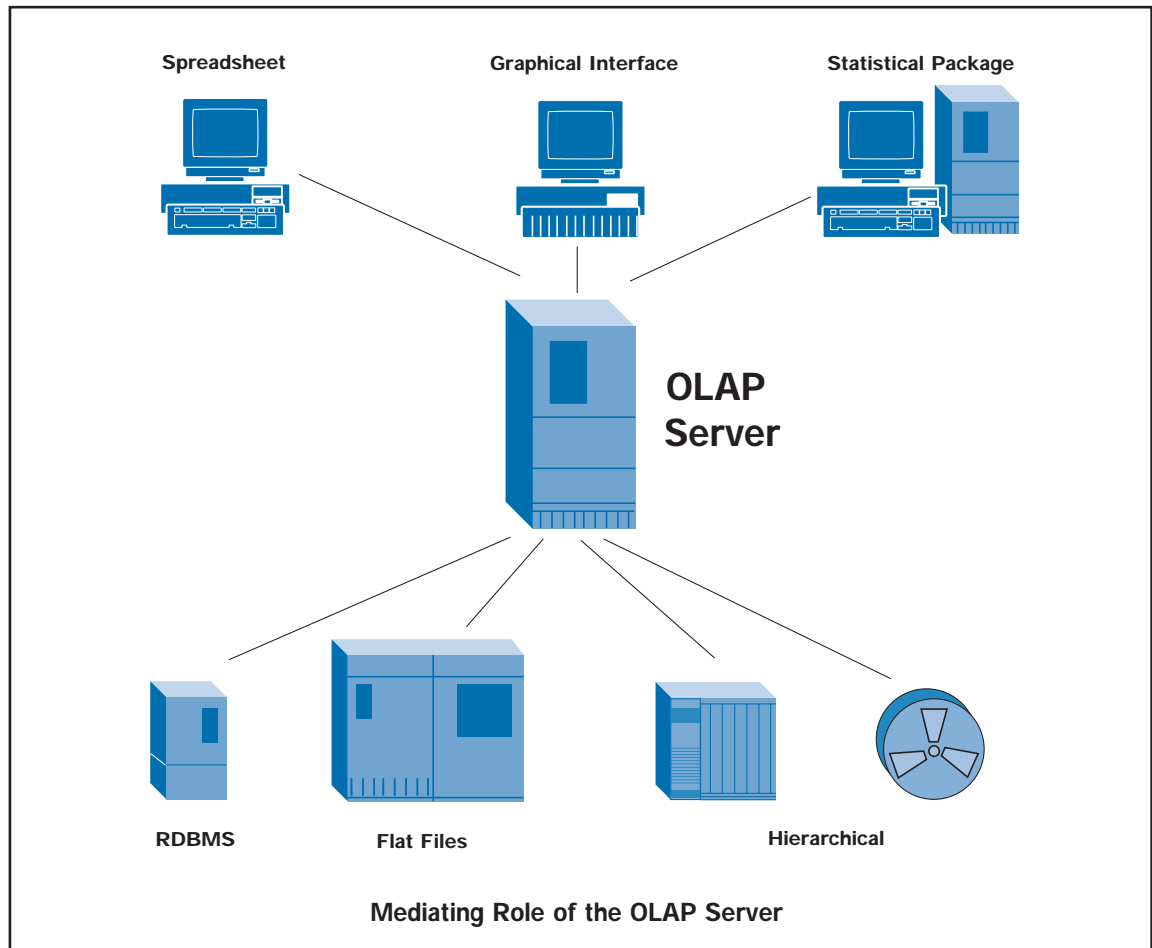 Spreadsheet
Graphical Interface
Statistical Package
OLAP
Server
RDBMS
Flat Files
Hierarchical
Mediating Role of the OLAP Server